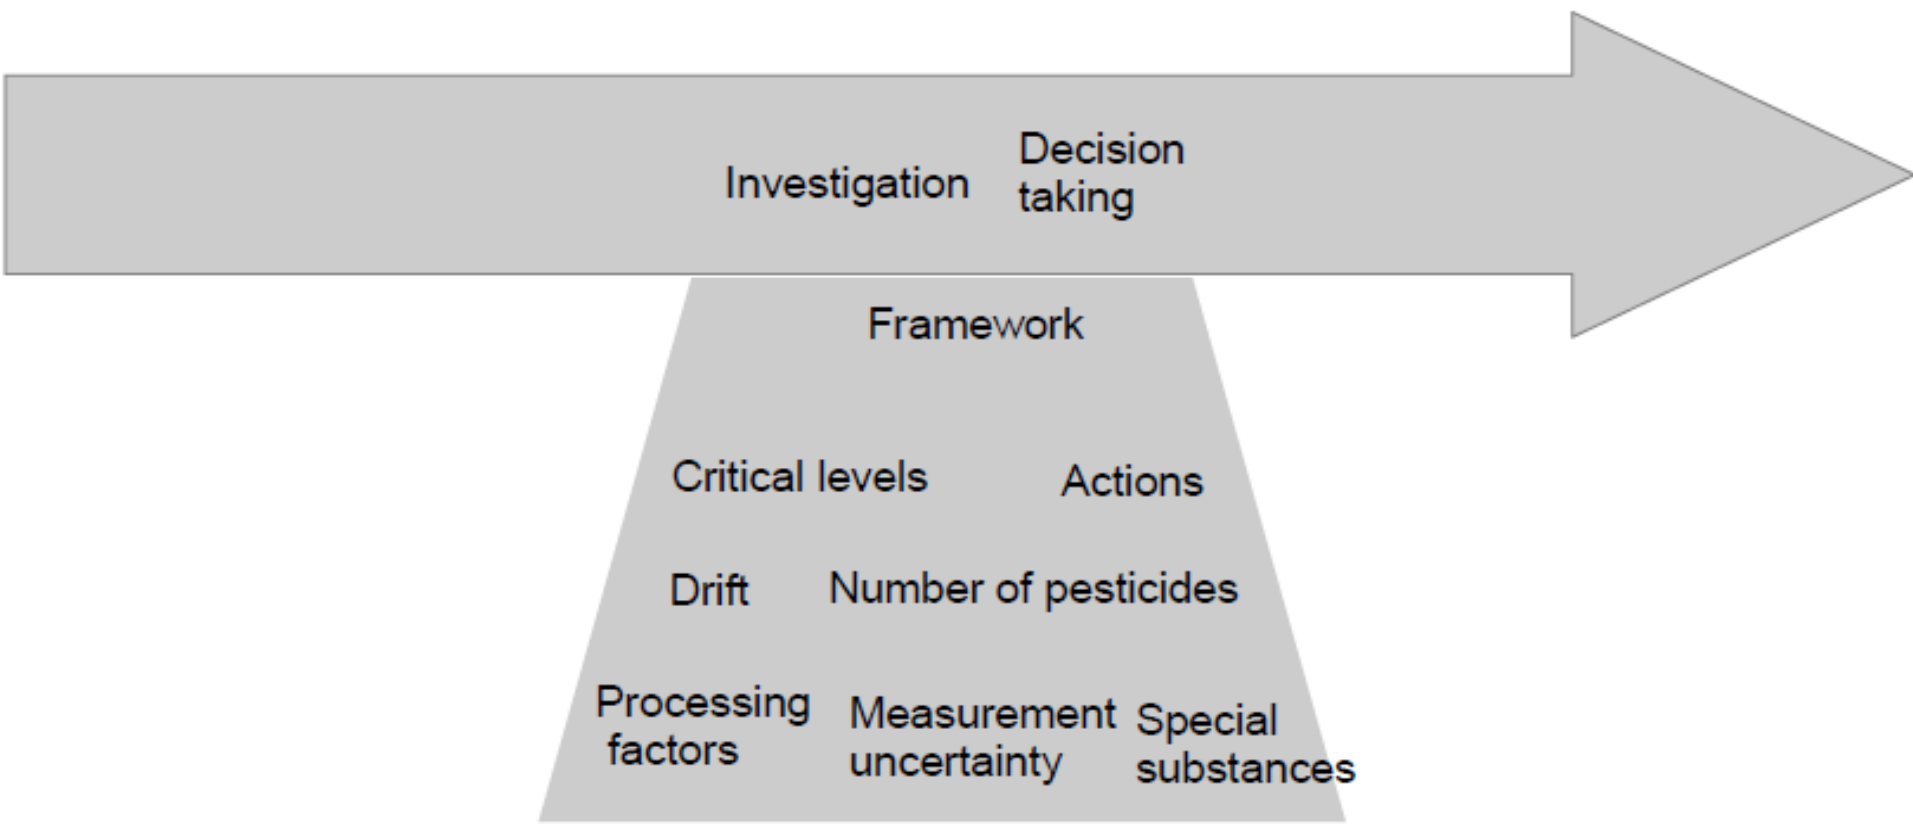 Investigation
Decision
taking
Framework
Critical levels
Actions
Drift
Number of pesticides
Processing
factors
Measurement
uncertainty
Special
substances